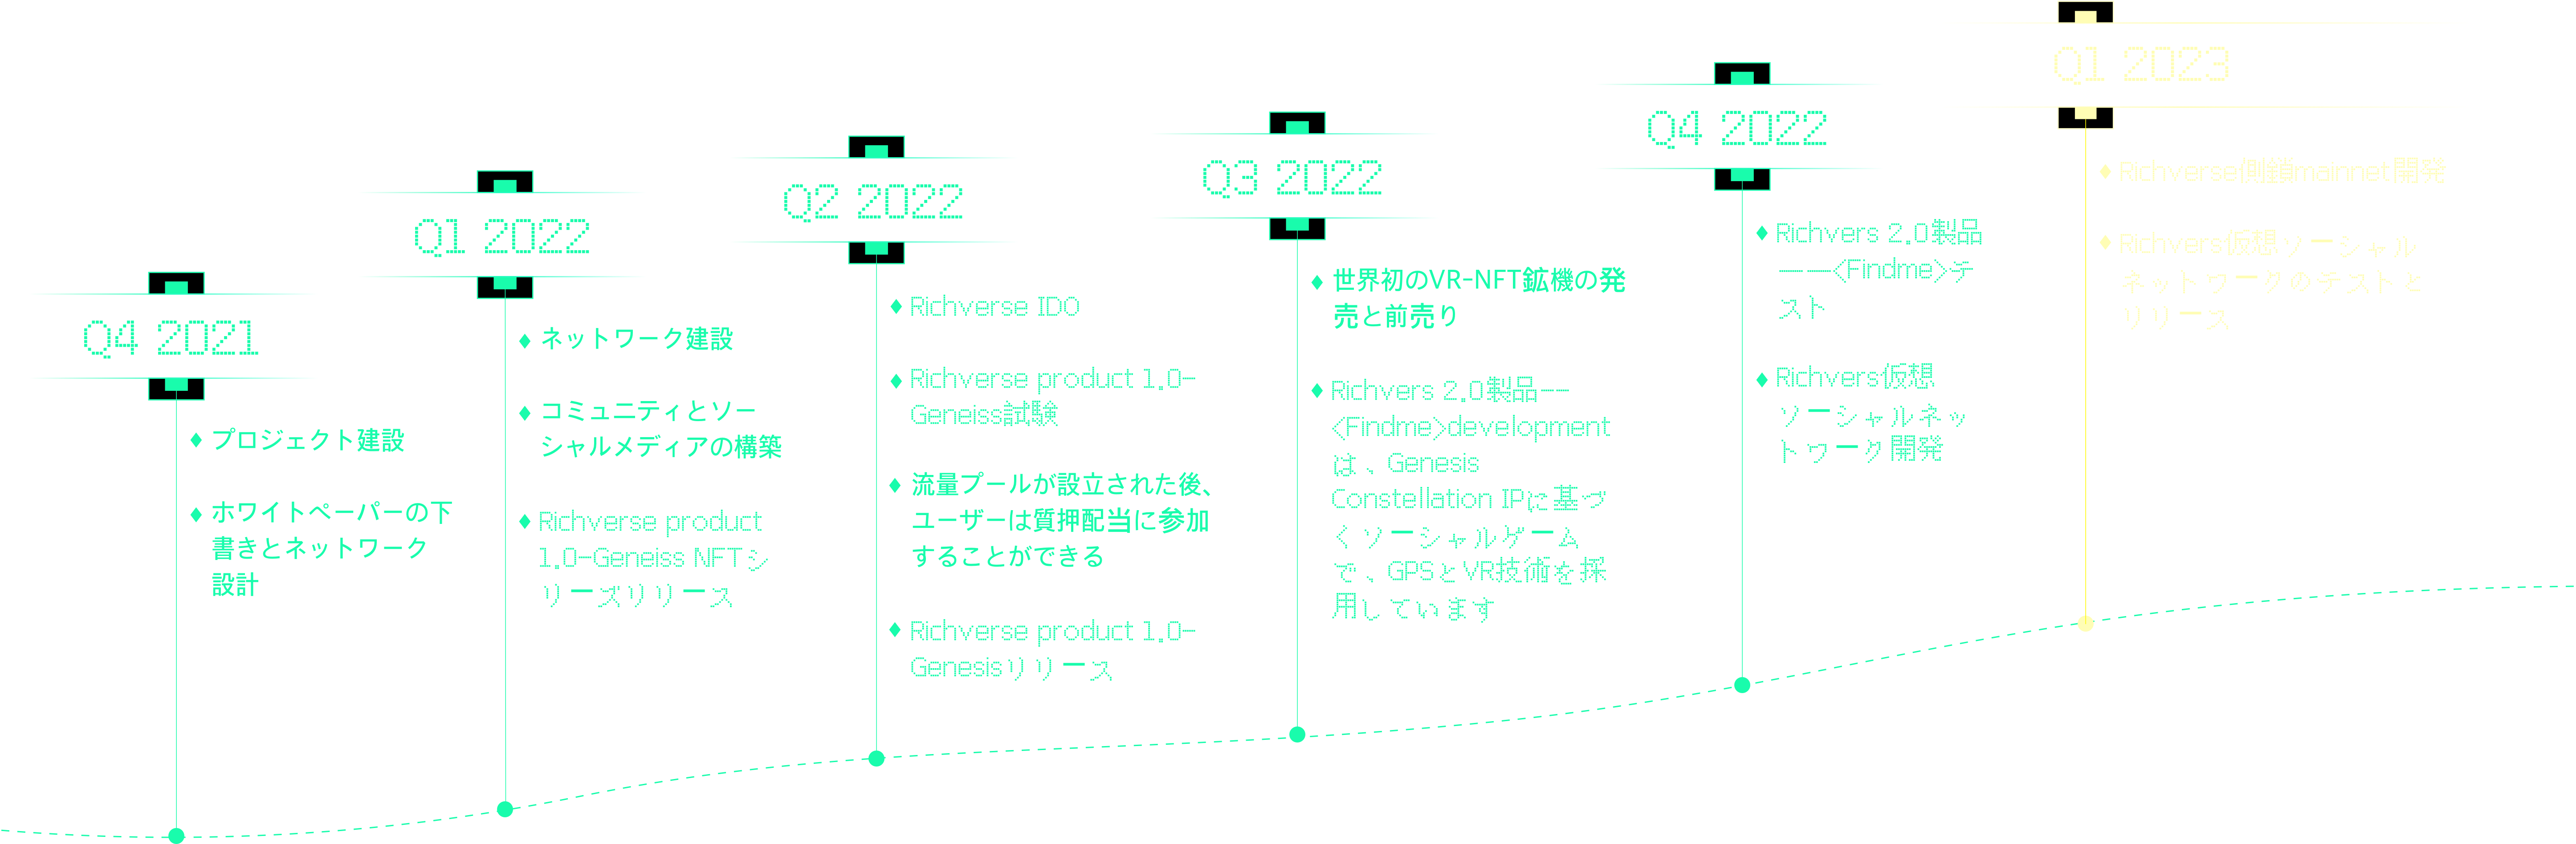 Q4 2021
プロジェクト建設
ホワイトペーパーの下
書きとネットワーク
設計
Q1 2022
ネットワーク建設
コミュニティとソー
シャルメディアの構築
Richverse product
1.0-Geneiss NFTシ
リーズリリース
Q2 2022
Richverse IDO
Richverse product 1.0-
Geneiss試験
流量プールが設立された後、
ユーザーは質押配当に参加
することができる
Richverse product 1.0-
Genesisリリース
Q3 2022
世界初のVR-NFT鉱機の発
売と前売り
Richvers 2.0製品--
<Findme>development
は、Genesis
Constellation IPに基づ
くソーシャルゲーム
で、GPSとVR技術を採
用しています
Q4 2022
Richvers 2.0製品
——<Findme>テ
スト
Richvers仮想
ソーシャルネッ
トワーク開発
Q1 2023
Richverse側鎖mainnet開発
Richvers仮想ソーシャル
ネットワークのテストと
リリース